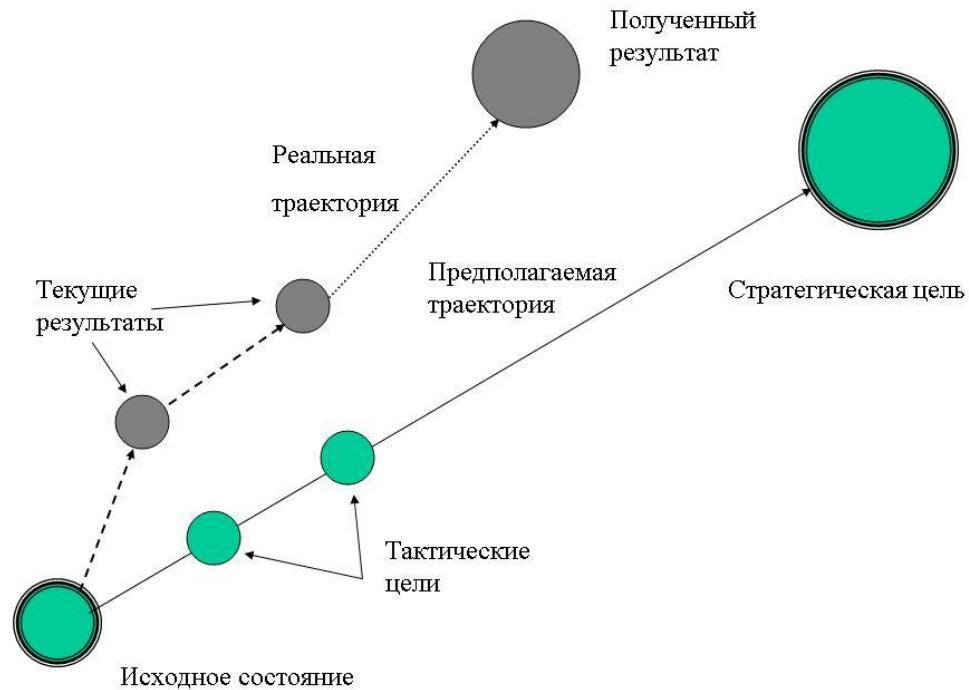 Полученный
результат
Реальная
траектория
Предполагаемая
траектория
Текущие
результаты
Стратегическая цель
Тактические
цели
Исходное состояние